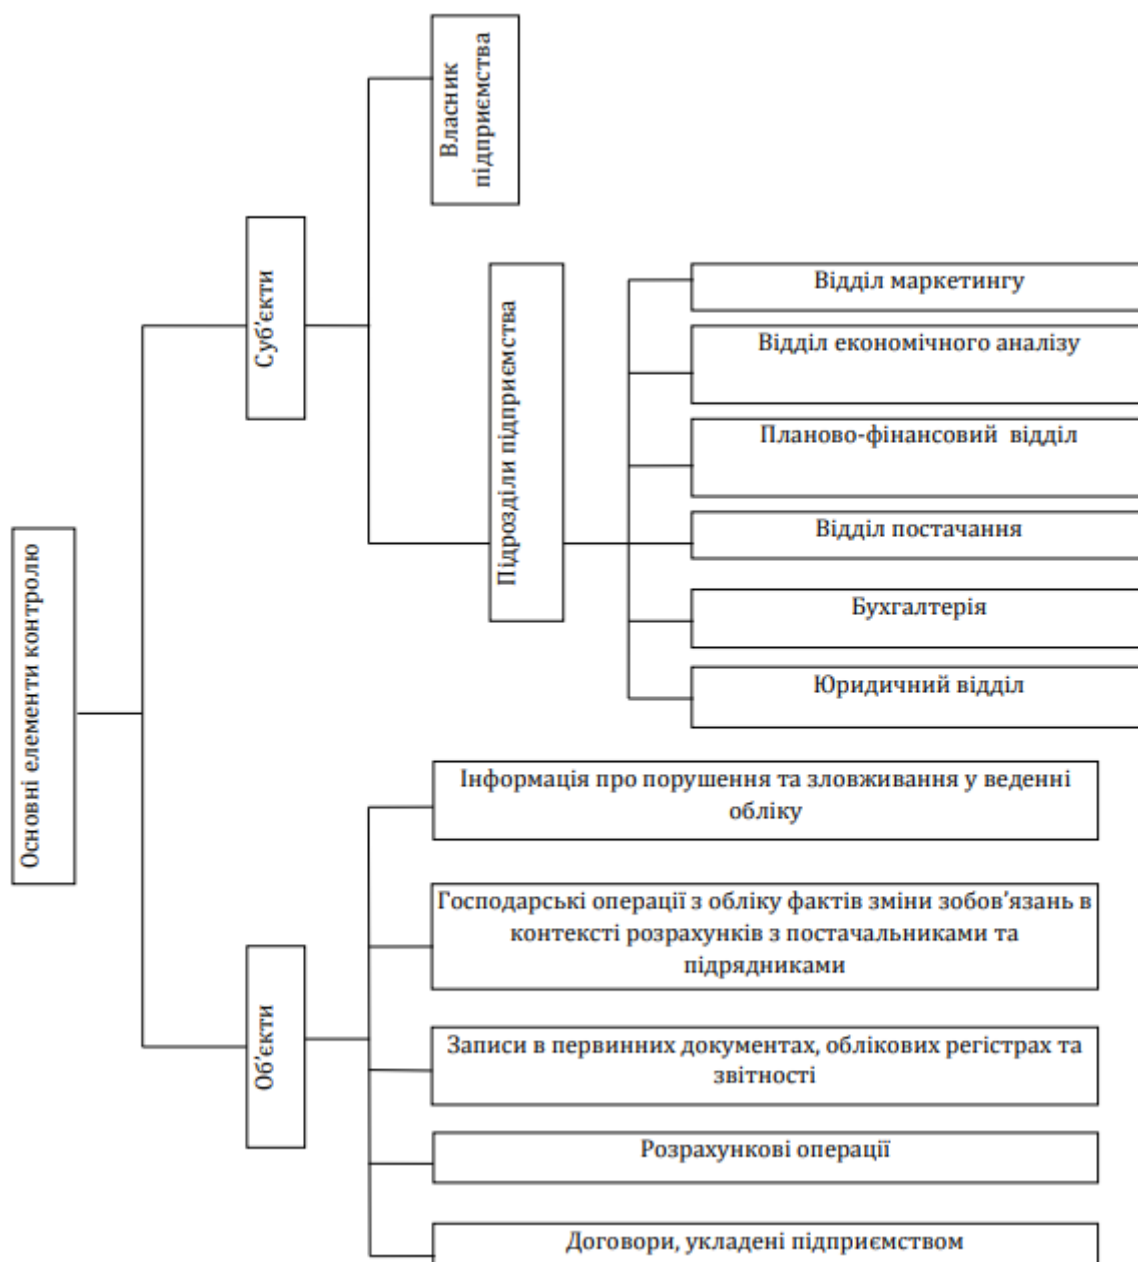 Основні елементи контролю
Суб’єкти
Власник
підприємства
Підрозділи підприємства
Відділ маркетингу
Відділ економічного аналізу
Планово-фінансовий відділ
Відділ постачання
Бухгалтерія
Юридичний відділ
Об’єкти
Інформація про порушення та зловживання у веденні
обліку
Господарські операції з обліку фактів зміни зобов’язань в
контексті розрахунків з постачальниками та
підрядниками
Записи в первинних документах, облікових регістрах та
звітності
Розрахункові операції
Договори, укладені підприємством